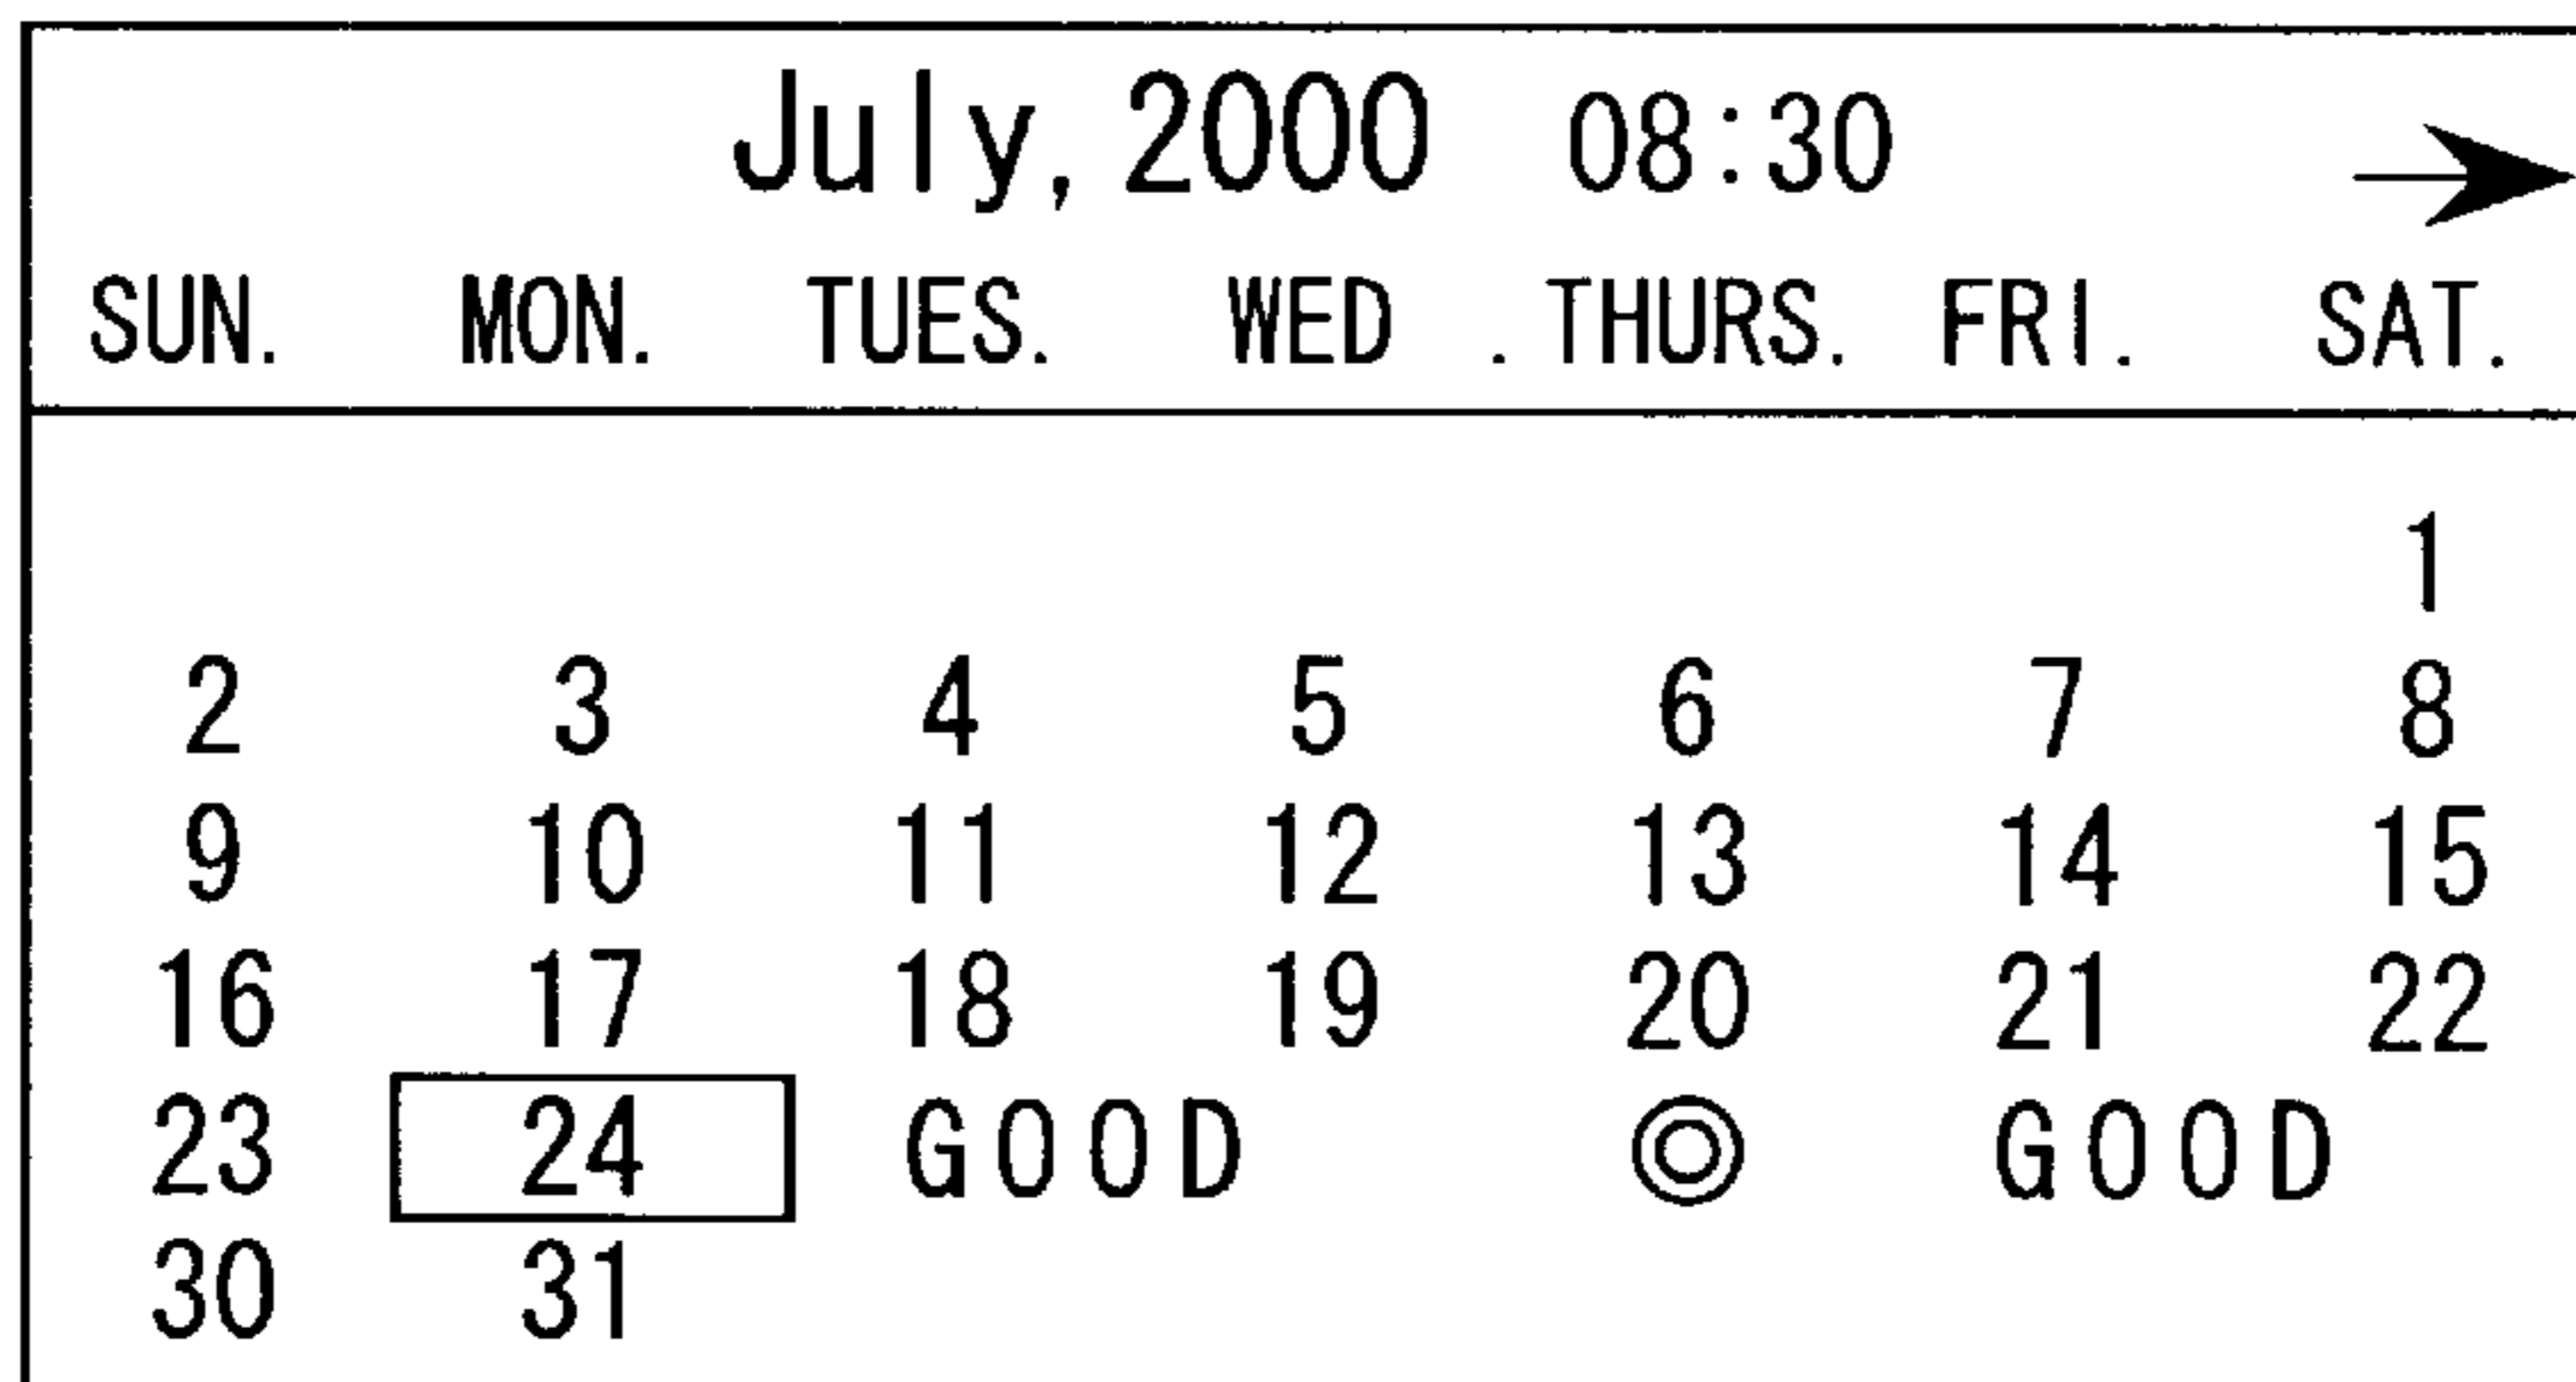 July, 2000 08:30
SUN. MON. TUES. WED . THURS. FRI. SAT.
1
2 3 4 5 6 7 8
9 10 11 12 13 14 15
16 17 18 19 20 21 22
23 24 GOOD ◎ GOOD
30 31